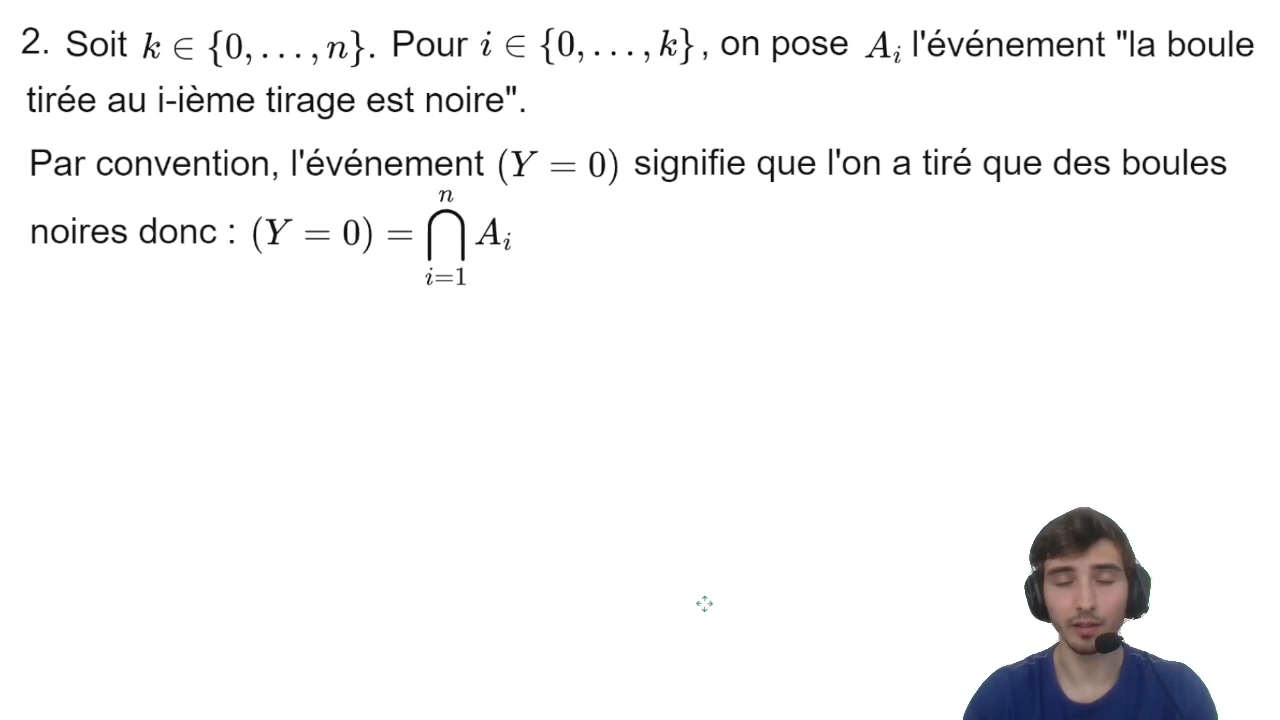 2. Soit k ∈ {0, . . . , n}. Pour i ∈ {0, . . . , k}, on pose A_i l'événement "la boule
tirée au i-ième tirage est noire".
Par convention, l'événement (Y = 0) signifie que l'on a tiré que des boules
noires donc : (Y = 0) = ⋂_{i=1}^{n} A_i